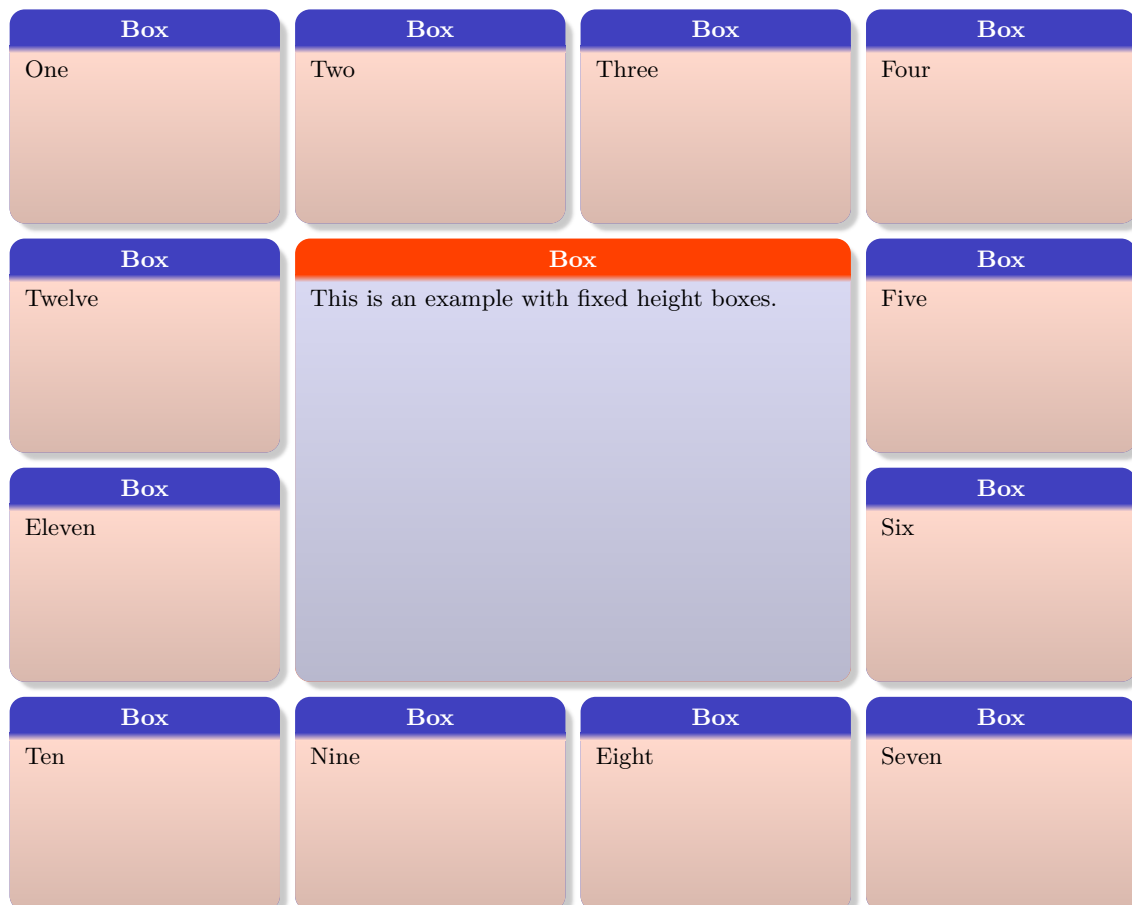 Box
One
Box
Two
Box
Three
Box
Four
Box
Twelve
Box
This is an example with fixed height boxes.
Box
Five
Box
Eleven
Box
Six
Box
Ten
Box
Nine
Box
Eight
Box
Seven